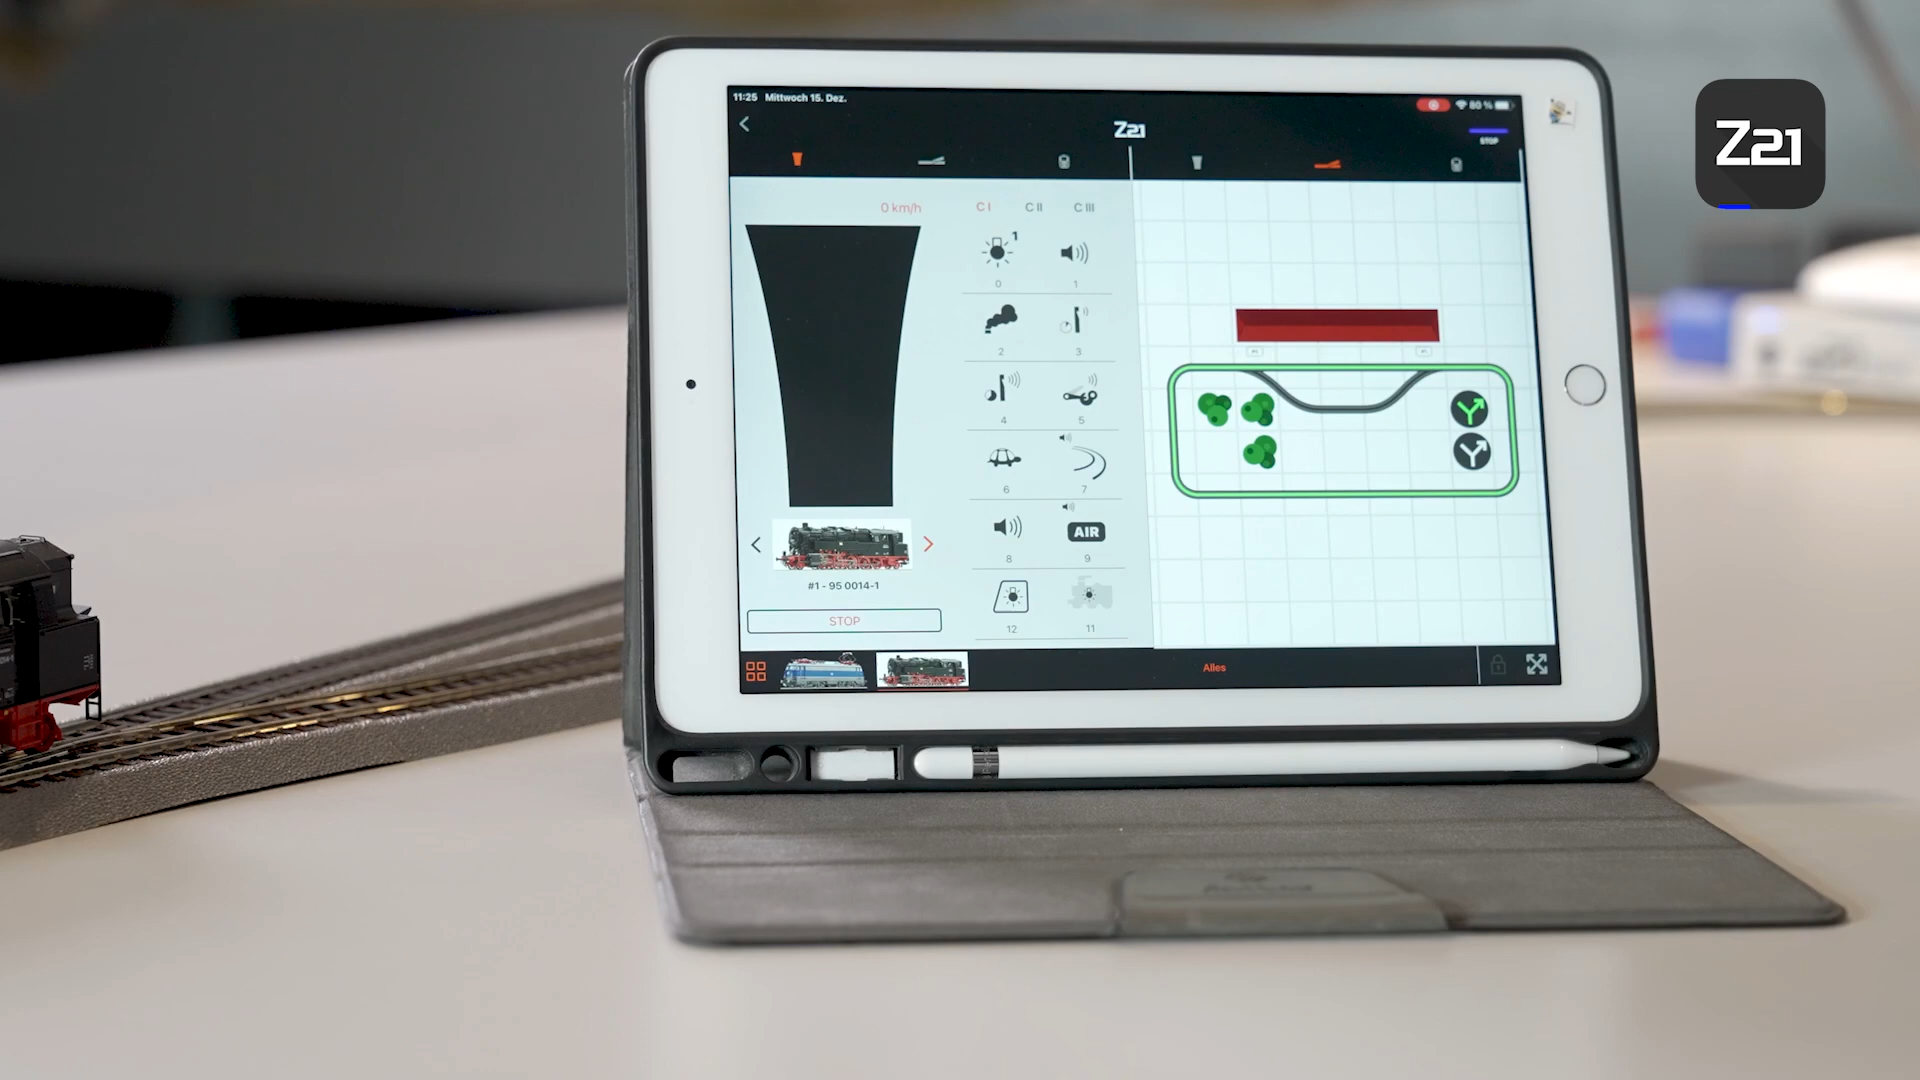 11:25 Mittwoch 15. Dez.
80 %
Z21
STOP
Z21
0 km/h
C I C II C III
1
0 1
2 3
4 5
6 7
AIR
8 9
12 11
#1 - 95 0014-1
STOP
Alles